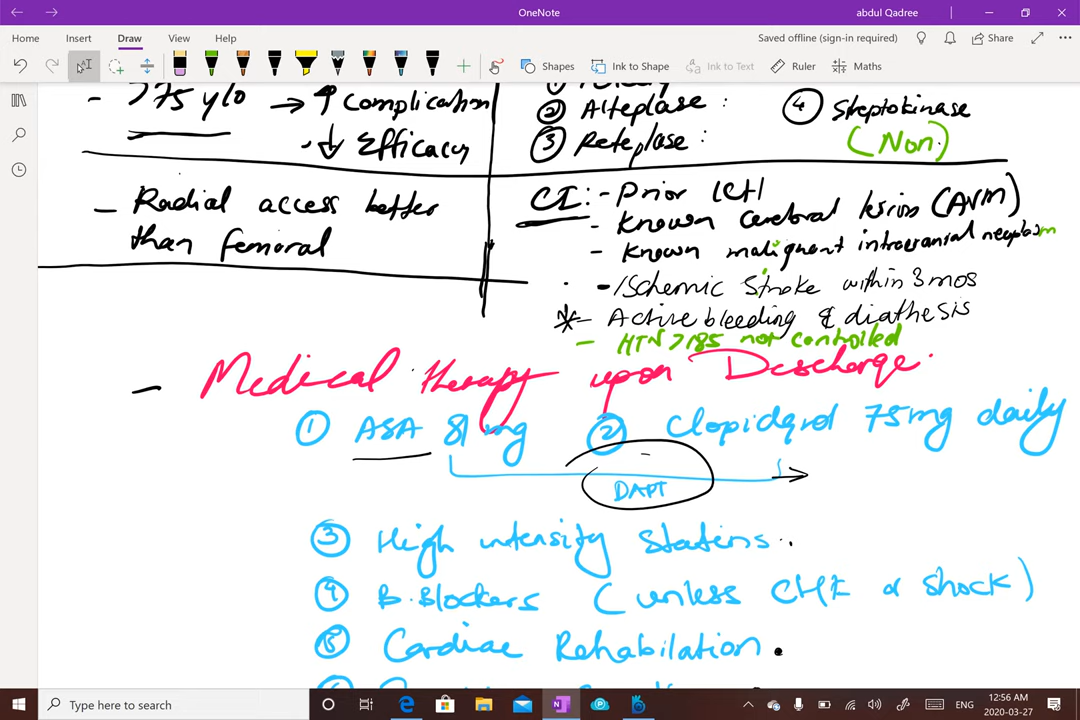 OneNote
abdul Qadree
Home Insert Draw View Help
Saved offline (sign-in required)
Share
Shapes
Ink to Shape
Ink to Text
Ruler
Maths
- >75 y/o → ↑ Complication
↓ Efficacy
② Alteplase :
③ Reteplase :
④ Streptokinase
(Non)
- Radial access better
than femoral
CI: - Prior ICH
- Known cerebral lesions (AVM)
- Known malignant intracranial neoplasm
- Ischemic Stroke within 3 mos
* - Active bleeding & diathesis
- HTN >185 not controlled
- Medical therapy upon Discharge.
① ASA 81 mg ② Clopidgrol 75mg daily
DAPT
③ High intensity Statins
④ B.Blockers (unless CHF or shock)
⑤ Cardiac Rehabilation.
Type here to search
ENG
12:56 AM
2020-03-27